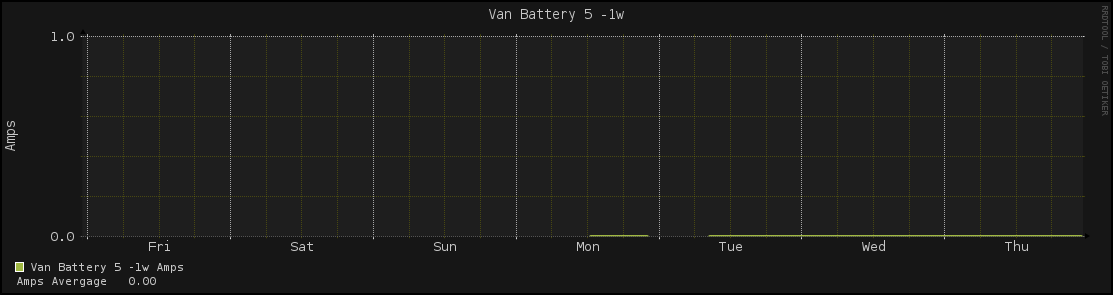 Van Battery 5 -1w
RRDTOOL / TOBI OETIKER
1.0
Amps
0.0
Fri Sat Sun Mon Tue Wed Thu
Van Battery 5 -1w Amps
Amps Avergage 0.00